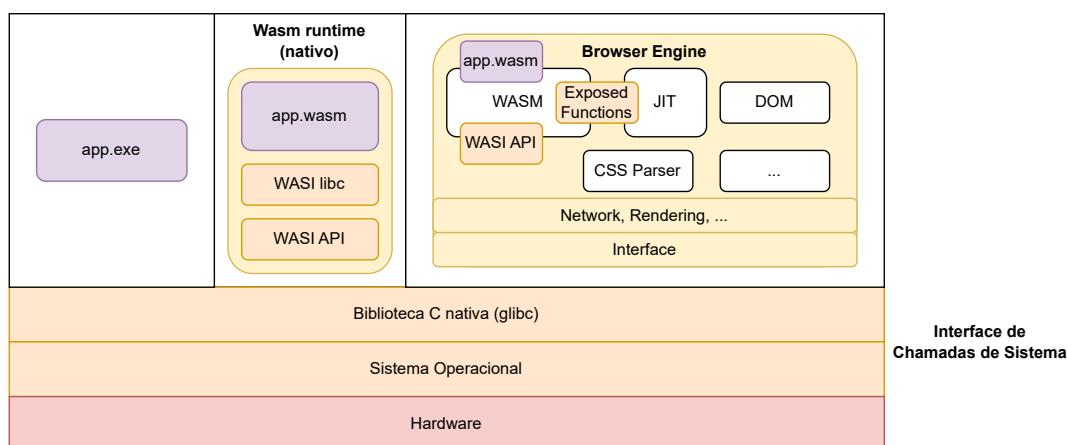 app.exe
Wasm runtime
(nativo)
app.wasm
WASI libc
WASI API
Browser Engine
app.wasm
WASM
Exposed
Functions
JIT
DOM
WASI API
CSS Parser
...
Network, Rendering, ...
Interface
Biblioteca C nativa (glibc)
Sistema Operacional
Hardware
Interface de
Chamadas de Sistema